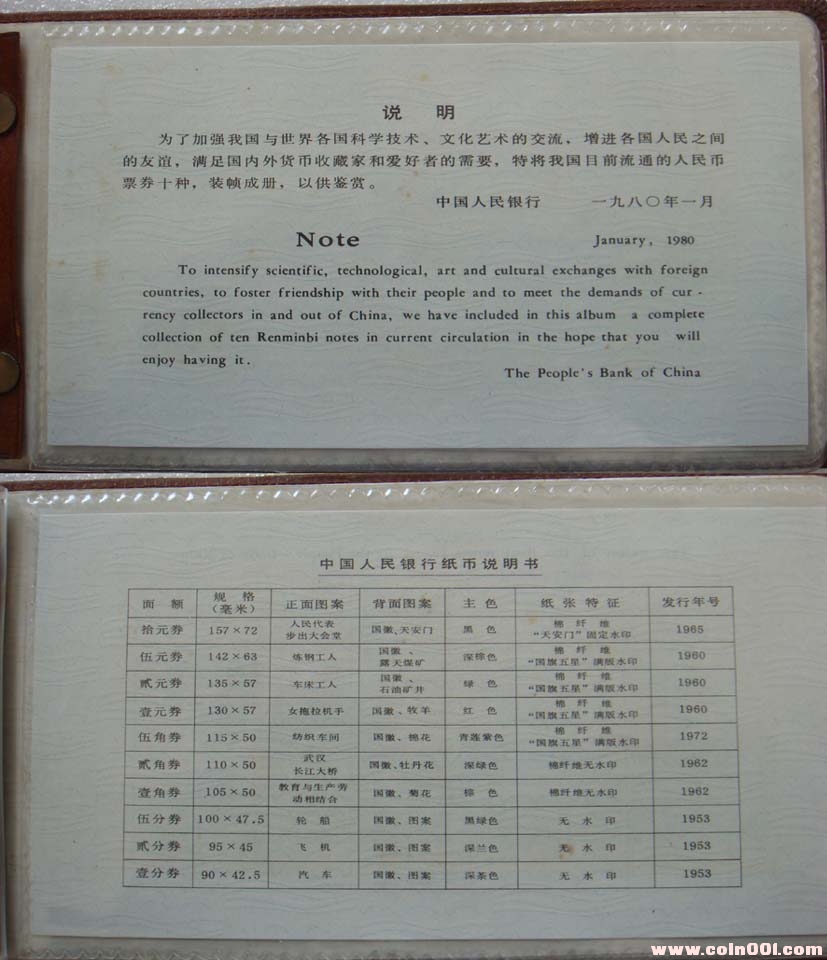 说 明
为了加强我国与世界各国科学技术、文化艺术的交流，增进各国人民之间
的友谊，满足国内外货币收藏家和爱好者的需要，特将我国目前流通的人民币
票券十种，装帧成册，以供鉴赏。
中国人民银行 一九八〇年一月
Note January, 1980
To intensify scientific, technological, art and cultural exchanges with foreign
countries, to foster friendship with their people and to meet the demands of cur -
rency collectors in and out of China, we have included in this album a complete
collection of ten Renminbi notes in current circulation in the hope that you will
enjoy having it.
The People's Bank of China
中国人民银行纸币说明书
面 额 规 格（毫米） 正面图案 背面图案 主 色 纸 张 特 征 发行年号
拾元券 157×72 人民代表步出大会堂 国徽、天安门 黑 色 棉 纤 维“天安门”固定水印 1965
伍元券 142×63 炼钢工人 国徽、露天煤矿 深棕色 棉 纤 维“国旗五星”满版水印 1960
贰元券 135×57 车床工人 国徽、石油矿井 绿 色 棉 纤 维“国旗五星”满版水印 1960
壹元券 130×57 女拖拉机手 国徽、牧羊 红 色 棉 纤 维“国旗五星”满版水印 1960
伍角券 115×50 纺织车间 国徽、棉花 青莲紫色 棉 纤 维“国旗五星”满版水印 1972
贰角券 110×50 武汉长江大桥 国徽、牡丹花 深绿色 棉纤维无水印 1962
壹角券 105×50 教育与生产劳动相结合 国徽、菊花 棕 色 棉纤维无水印 1962
伍分券 100×47.5 轮 船 国徽、图案 黑绿色 无 水 印 1953
贰分券 95×45 飞 机 国徽、图案 深兰色 无 水 印 1953
壹分券 90×42.5 汽 车 国徽、图案 深茶色 无 水 印 1953
www.coin001.com